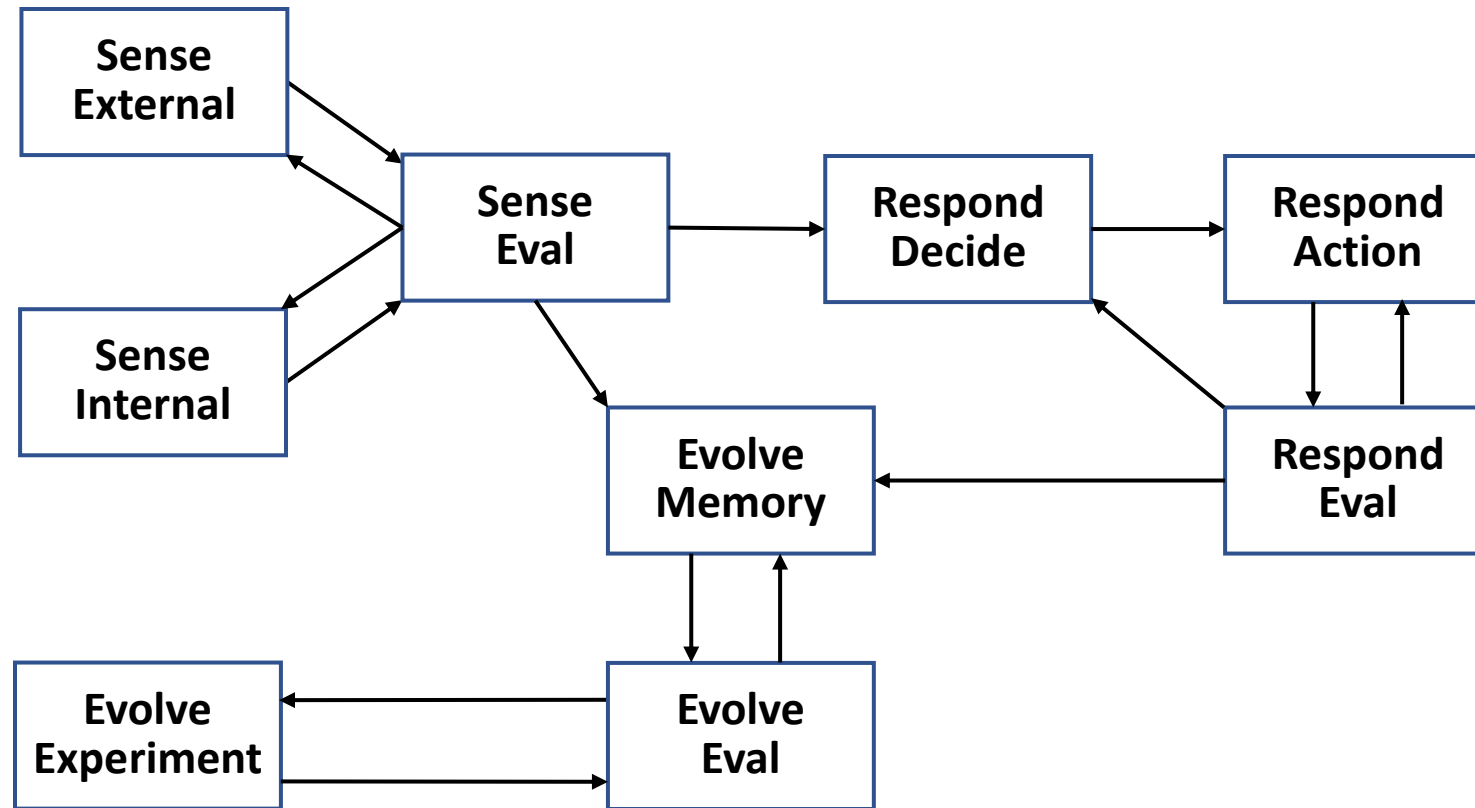 Sense
External
Sense
Eval
Respond
Decide
Respond
Action
Sense
Internal
Evolve
Memory
Respond
Eval
Evolve
Experiment
Evolve
Eval